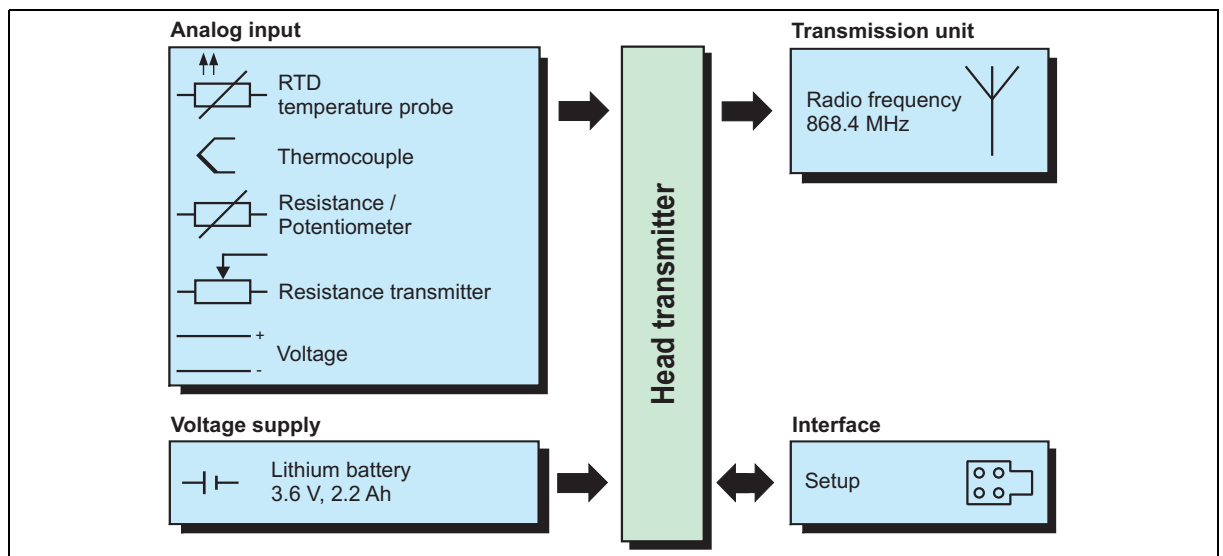 Analog input
RTD
temperature probe
Thermocouple
Resistance /
Potentiometer
Resistance transmitter
+
Voltage
-
Voltage supply
Lithium battery
3.6 V, 2.2 Ah
Head transmitter
Transmission unit
Radio frequency
868.4 MHz
Interface
Setup